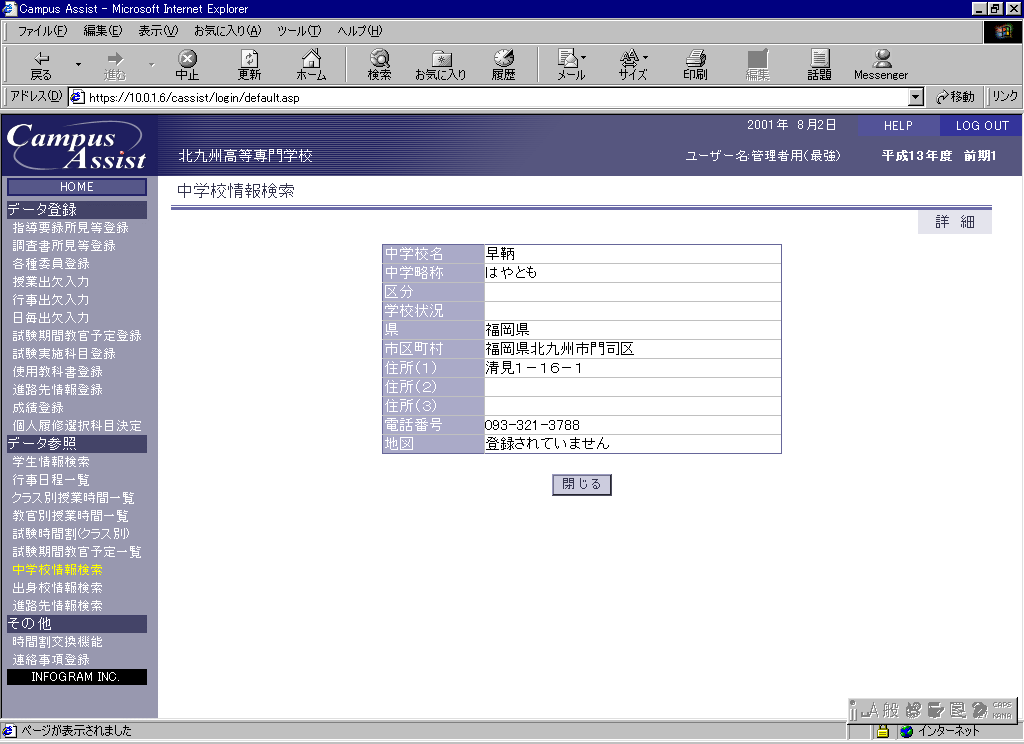 Campus Assist - Microsoft Internet Explorer
ファイル(F) 編集(E) 表示(V) お気に入り(A) ツール(T) ヘルプ(H)
戻る 進む 中止 更新 ホーム 検索 お気に入り 履歴 メール サイズ 印刷 編集 話題 Messenger
アドレス(D) https://10.0.1.6/cassist/login/default.asp 移動 リンク
Campus Assist
2001年 8月2日 HELP LOG OUT
北九州高等専門学校 ユーザー名:管理者用(最強) 平成13年度 前期1
HOME
データ登録
指導要録所見等登録
調査書所見等登録
各種委員登録
授業出欠入力
行事出欠入力
日毎出欠入力
試験期間教官予定登録
試験実施科目登録
使用教科書登録
進路先情報登録
成績登録
個人履修選択科目決定
データ参照
学生情報検索
行事日程一覧
クラス別授業時間一覧
教官別授業時間一覧
試験時間割(クラス別)
試験期間教官予定一覧
中学校情報検索
出身校情報検索
進路先情報検索
その他
時間割交換機能
連絡事項登録
INFOGRAM INC.
中学校情報検索
詳 細
中学校名 早鞆
中学略称 はやとも
区分
学校状況
県 福岡県
市区町村 福岡県北九州市門司区
住所(1) 清見1-16-1
住所(2)
住所(3)
電話番号 093-321-3788
地図 登録されていません
閉じる
A 般 CAPS KANA
ページが表示されました インターネット